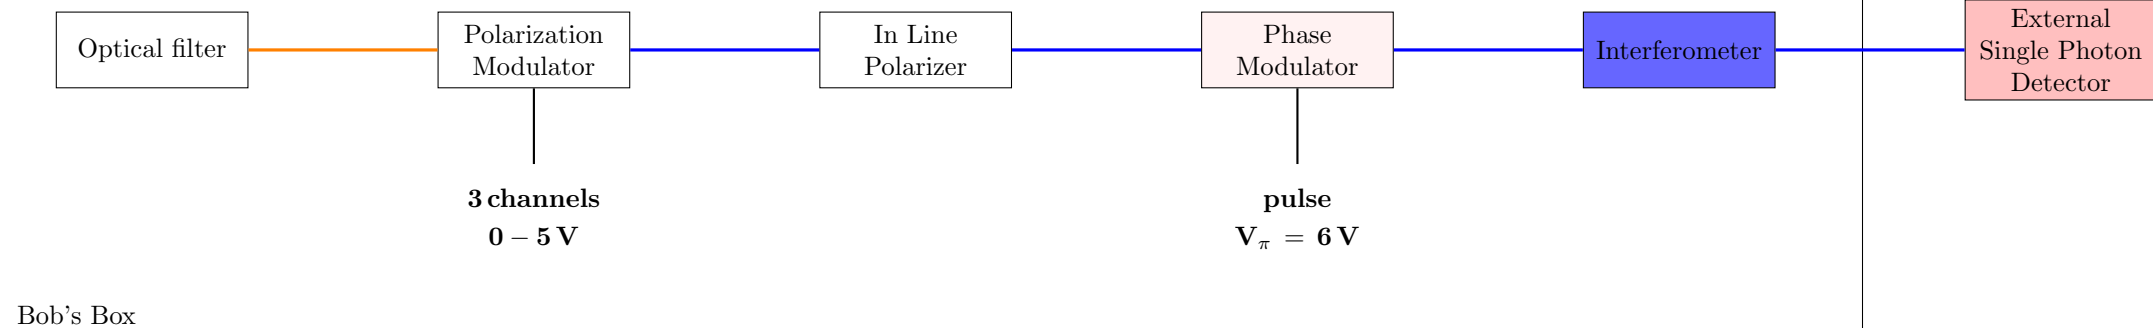 Optical filter
Polarization
Modulator
In Line
Polarizer
Phase
Modulator
Interferometer
External
Single Photon
Detector
3 channels
0 – 5 V
pulse
V_π = 6 V
Bob's Box